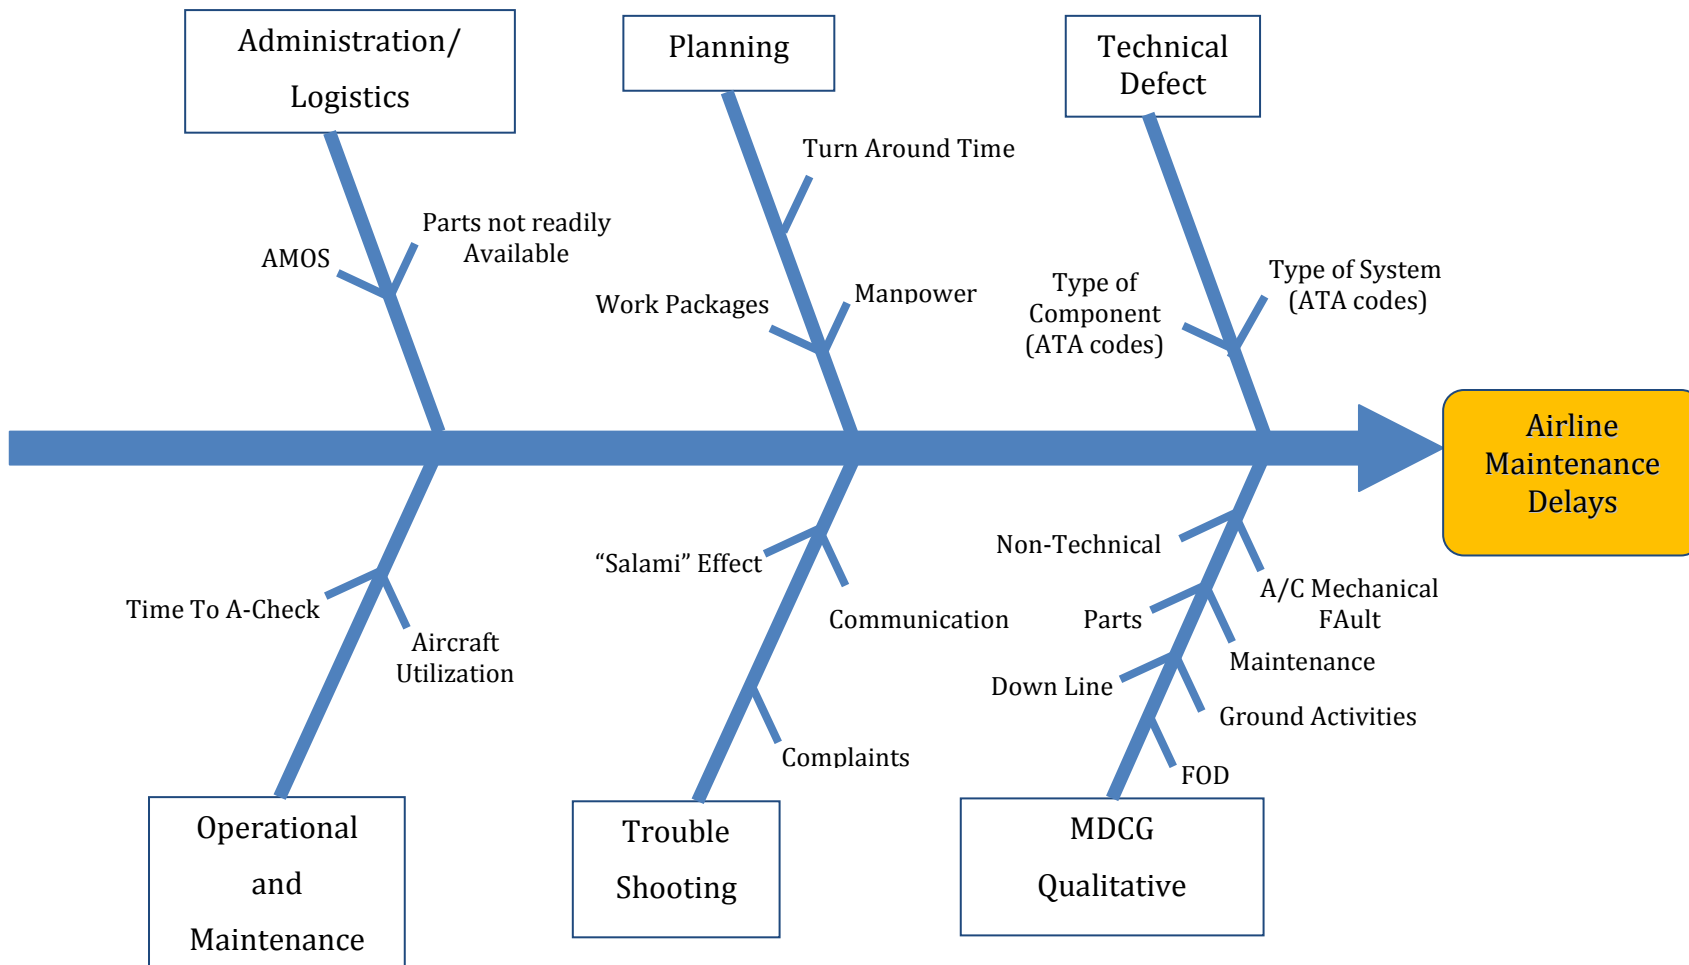 Administration/
Logistics
Planning
Technical
Defect
Turn Around Time
Parts not readily
Available
AMOS
Work Packages
Manpower
Type of
Component
(ATA codes)
Type of System
(ATA codes)
Airline
Maintenance
Delays
Time To A-Check
Aircraft
Utilization
“Salami” Effect
Communication
Complaints
Non-Technical
A/C Mechanical
FAult
Parts
Maintenance
Down Line
Ground Activities
FOD
Operational
and
Maintenance
Trouble
Shooting
MDCG
Qualitative